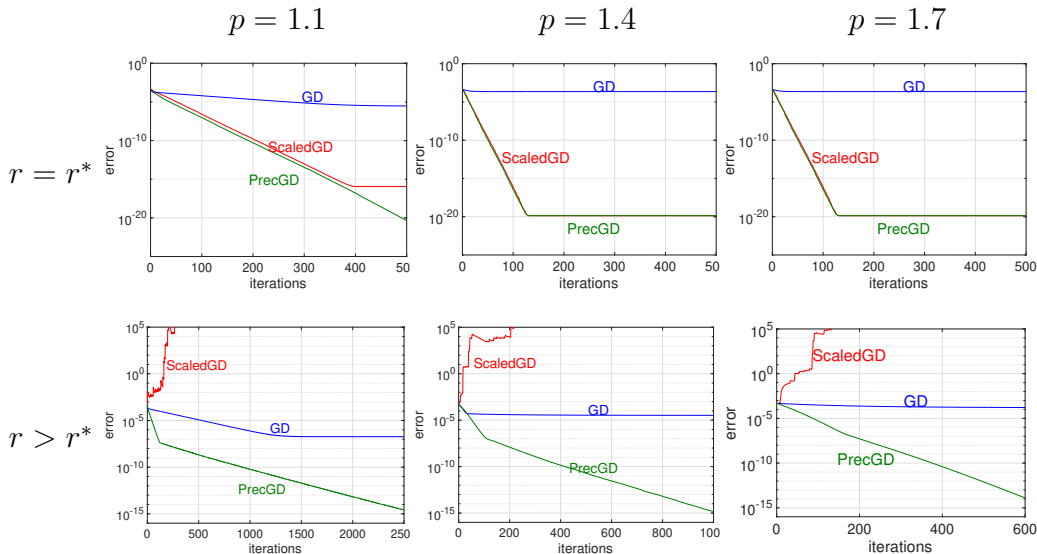 p = 1.1
p = 1.4
p = 1.7
r = r*
10^0
10^-10
10^-20
error
GD
ScaledGD
PrecGD
0 100 200 300 400 50
iterations
10^0
10^-10
10^-20
error
GD
ScaledGD
PrecGD
0 100 200 300 400 50
iterations
10^0
10^-10
10^-20
error
GD
ScaledGD
PrecGD
0 100 200 300 400 500
iterations
r > r*
10^5
10^0
10^-5
10^-10
10^-15
error
ScaledGD
GD
PrecGD
0 500 1000 1500 2000 250
iterations
10^5
10^0
10^-5
10^-10
10^-15
error
ScaledGD
GD
PrecGD
0 200 400 600 800 100
iterations
10^5
10^0
10^-5
10^-10
10^-15
error
ScaledGD
GD
PrecGD
0 200 400 600
iterations